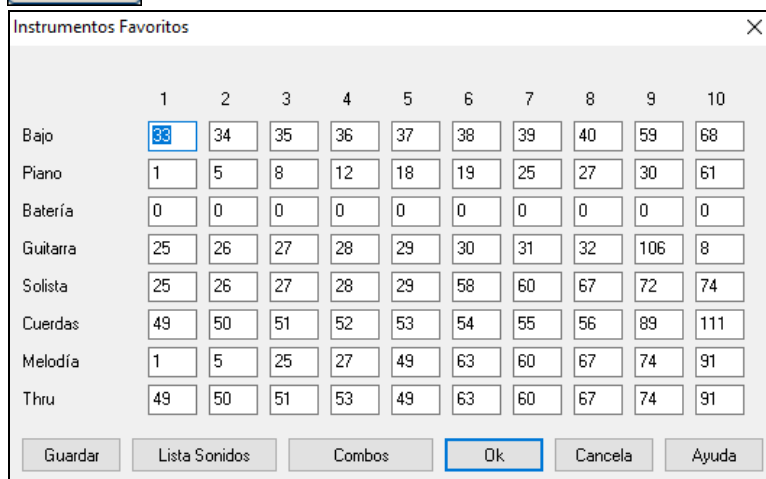 Instrumentos Favoritos
1 2 3 4 5 6 7 8 9 10
Bajo 33 34 35 36 37 38 39 40 59 68
Piano 1 5 8 12 18 19 25 27 30 61
Batería 0 0 0 0 0 0 0 0 0 0
Guitarra 25 26 27 28 29 30 31 32 106 8
Solista 25 26 27 28 29 58 60 67 72 74
Cuerdas 49 50 51 52 53 54 55 56 89 111
Melodía 1 5 25 27 49 63 60 67 74 91
Thru 49 50 51 53 49 63 60 67 74 91
Guardar Lista Sonidos Combos Ok Cancela Ayuda